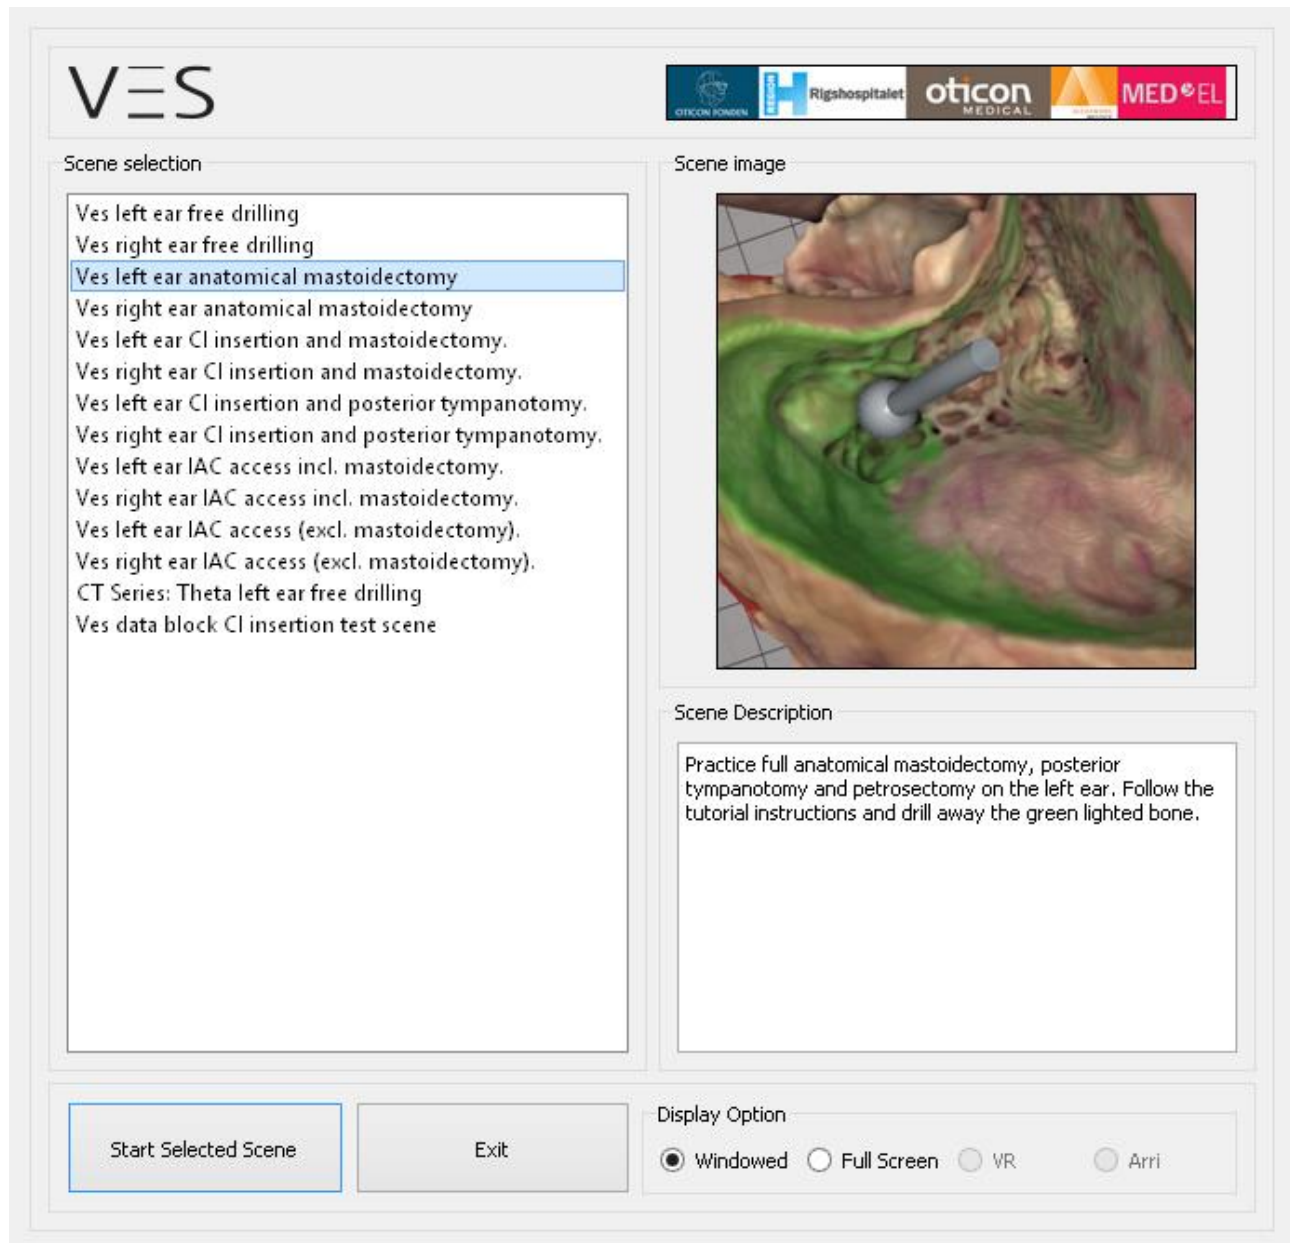 VES
OTICON FONDEN
REGION
H
Rigshospitalet
oticon
MEDICAL
MED EL
Scene selection
Ves left ear free drilling
Ves right ear free drilling
Ves left ear anatomical mastoidectomy
Ves right ear anatomical mastoidectomy
Ves left ear CI insertion and mastoidectomy.
Ves right ear CI insertion and mastoidectomy.
Ves left ear CI insertion and posterior tympanotomy.
Ves right ear CI insertion and posterior tympanotomy.
Ves left ear IAC access incl. mastoidectomy.
Ves right ear IAC access incl. mastoidectomy.
Ves left ear IAC access (excl. mastoidectomy).
Ves right ear IAC access (excl. mastoidectomy).
CT Series: Theta left ear free drilling
Ves data block CI insertion test scene
Scene image
Scene Description
Practice full anatomical mastoidectomy, posterior
tympanotomy and petrosectomy on the left ear. Follow the
tutorial instructions and drill away the green lighted bone.
Start Selected Scene
Exit
Display Option
Windowed
Full Screen
VR
Arri